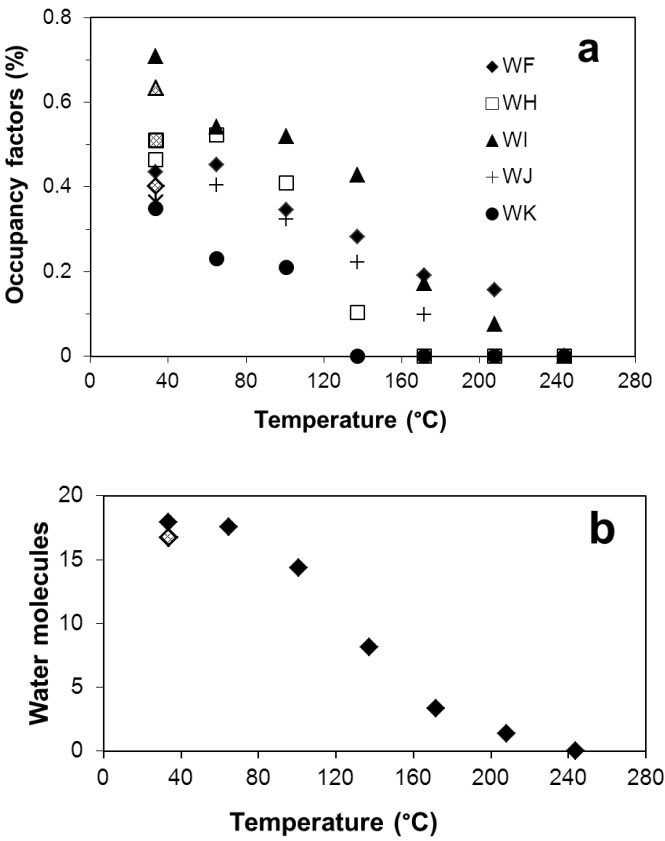 a
0.8
0.6
0.4
0.2
0
Occupancy factors (%)
WF
WH
WI
WJ
WK
0 40 80 120 160 200 240 280
Temperature (°C)
b
20
15
10
5
0
Water molecules
0 40 80 120 160 200 240 280
Temperature (°C)